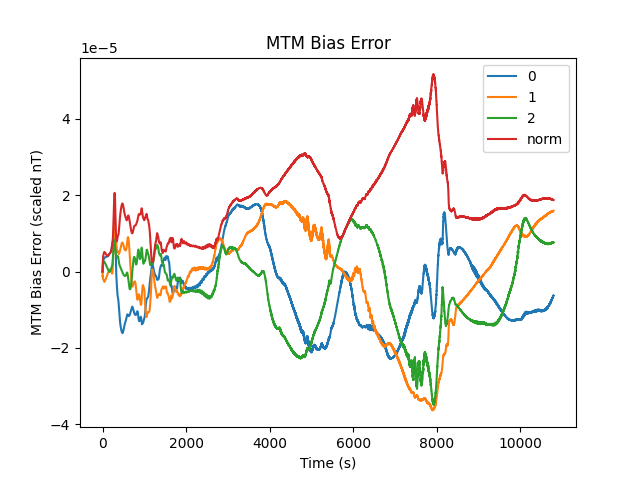 MTM Bias Error
1e−5
4
2
0
−2
−4
MTM Bias Error (scaled nT)
0
1
2
norm
0 2000 4000 6000 8000 10000
Time (s)